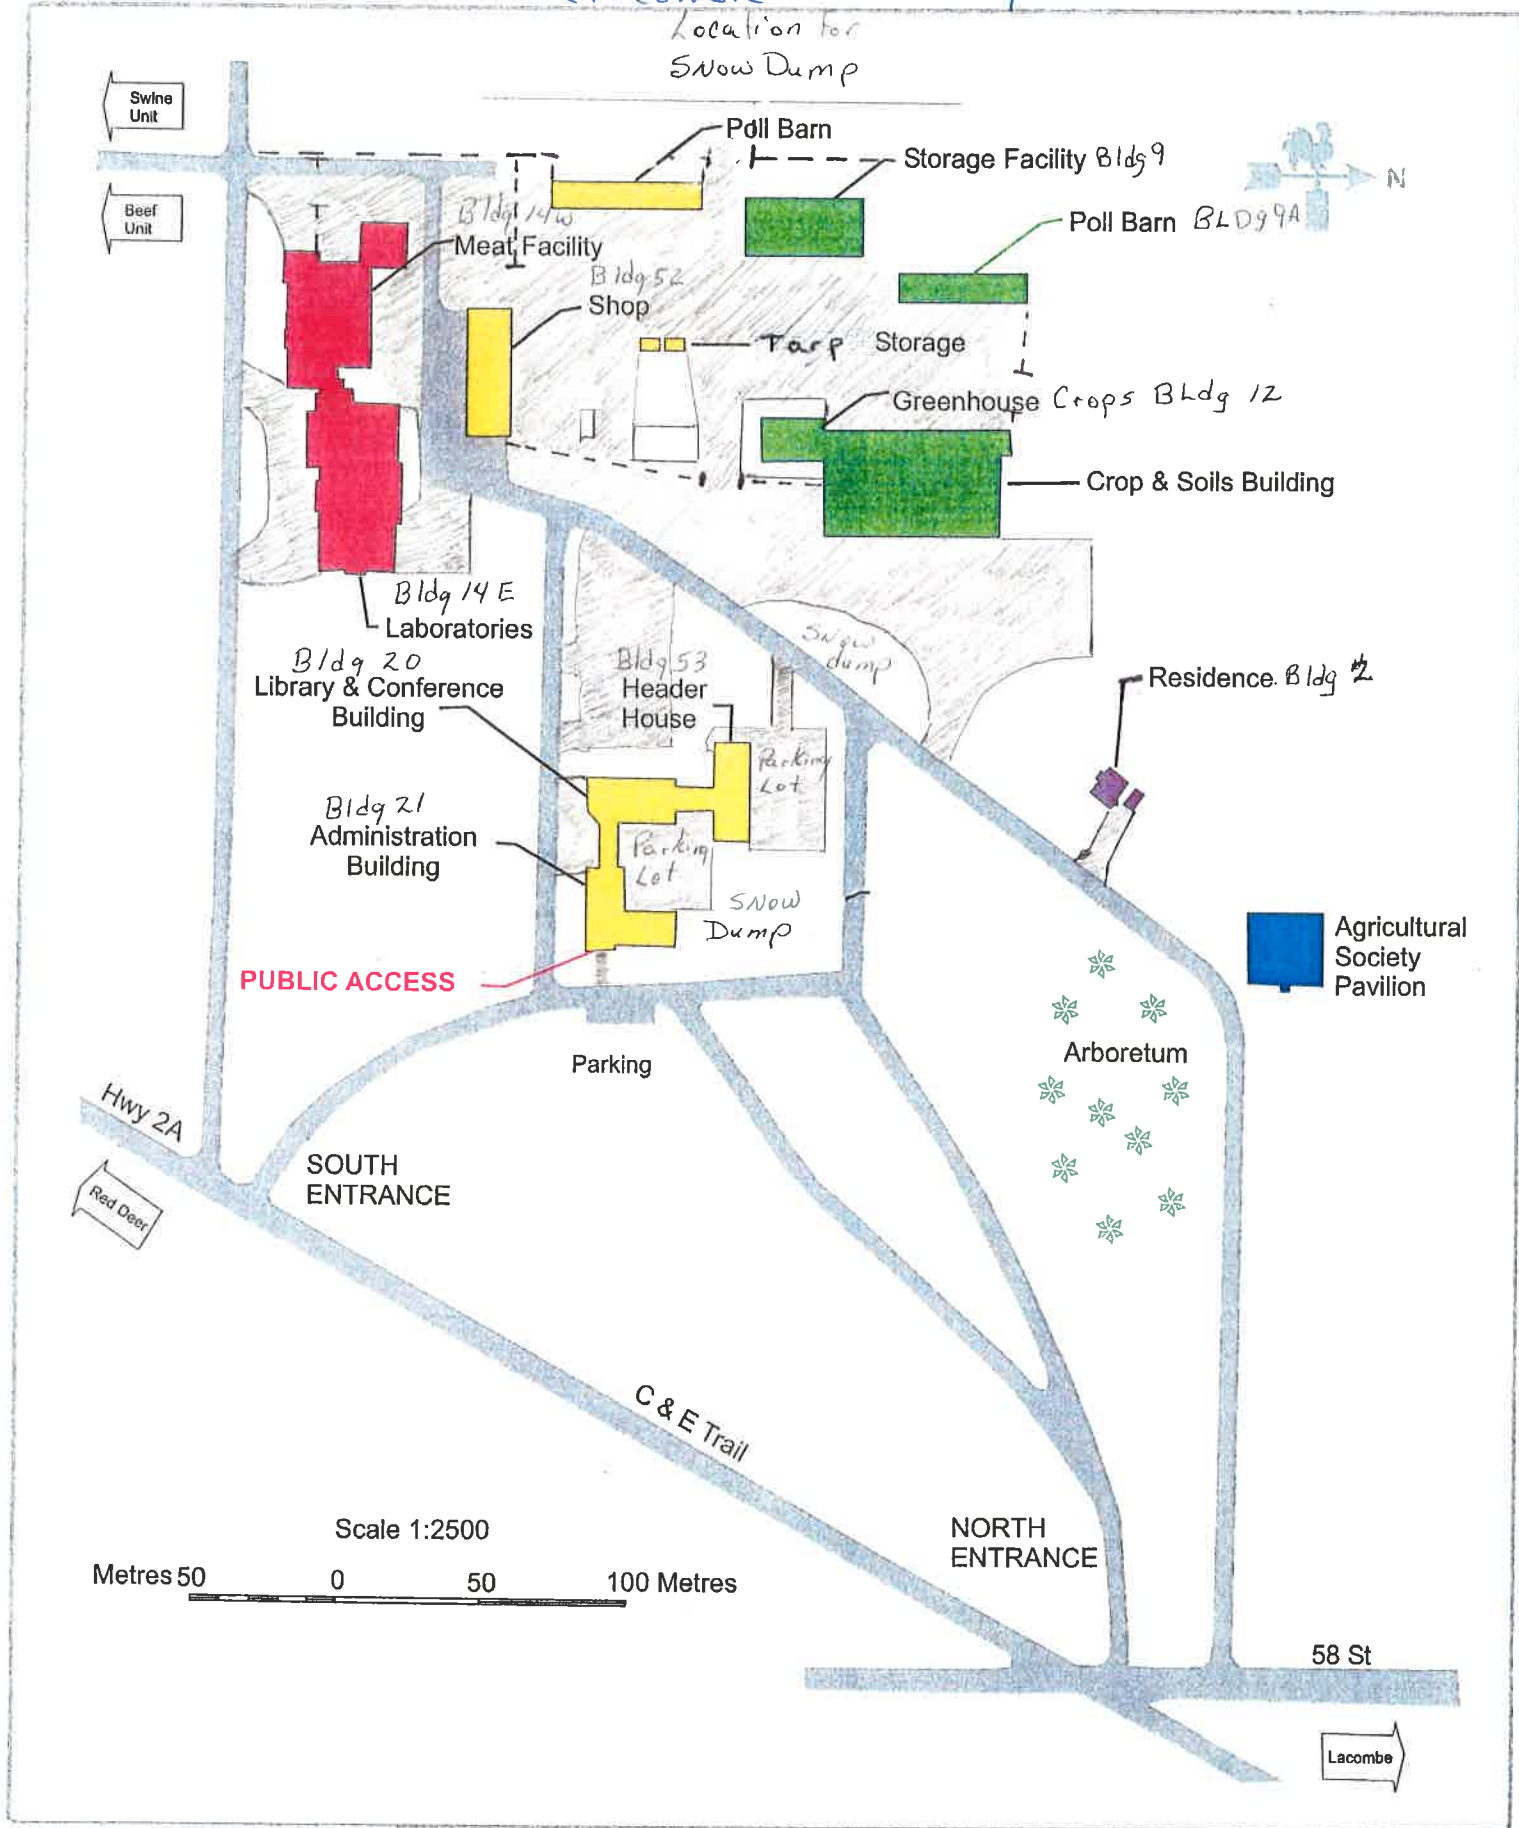 Location for
SNow Dump
Swine
Unit
Poll Barn
Storage Facility Bldg 9
N
Beef
Unit
Bldg 14W
Meat Facility
Poll Barn BLDg 9A
Bldg 52
Shop
Tarp Storage
Greenhouse Crops BLdg 12
Crop & Soils Building
Bldg 14 E
Laboratories
Snow
dump
Bldg 20
Library & Conference
Building
Bldg 53
Header
House
Residence. Bldg #2
Parking
Lot
Bldg 21
Administration
Building
Parking
Lot
SNow
Dump
Agricultural
Society
Pavilion
PUBLIC ACCESS
Parking
Arboretum
Hwy 2A
SOUTH
ENTRANCE
Red Deer
C & E Trail
Scale 1:2500
NORTH
ENTRANCE
Metres 50 0 50 100 Metres
58 St
Lacombe